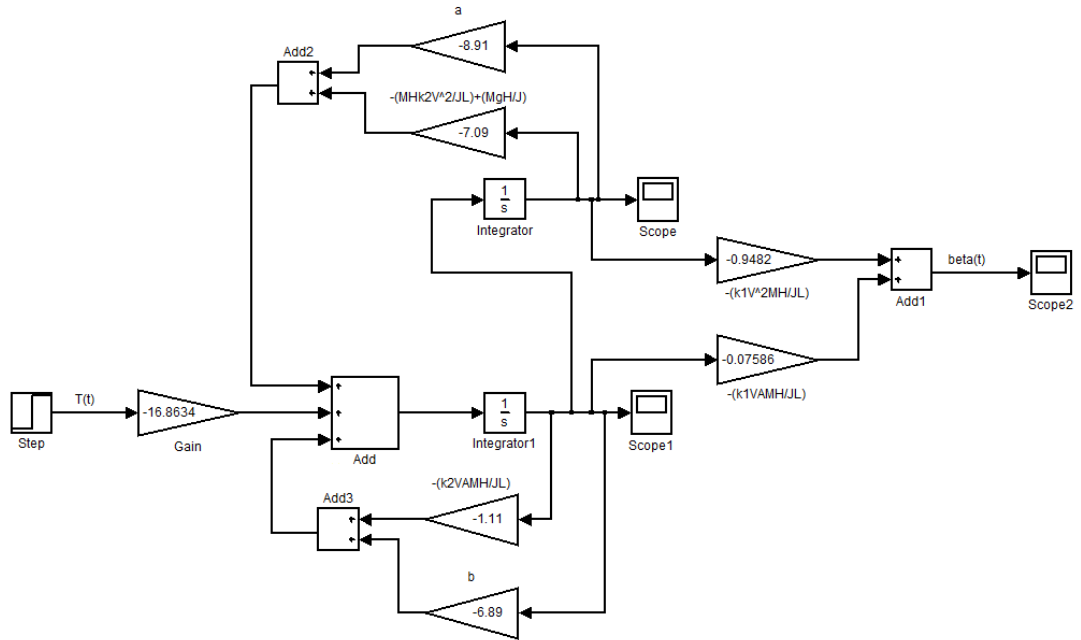 a
-8.91
Add2
+
+
-(MHk2V^2/JL)+(MgH/J)
-7.09
1
s
Integrator
Scope
-0.9482
-(k1V^2MH/JL)
+
+
Add1
beta(t)
Scope2
-0.07586
-(k1VAMH/JL)
Step
T(t)
-16.8634
Gain
+
+
+
Add
1
s
Integrator1
Scope1
-(k2VAMH/JL)
-1.11
Add3
+
+
b
-6.89